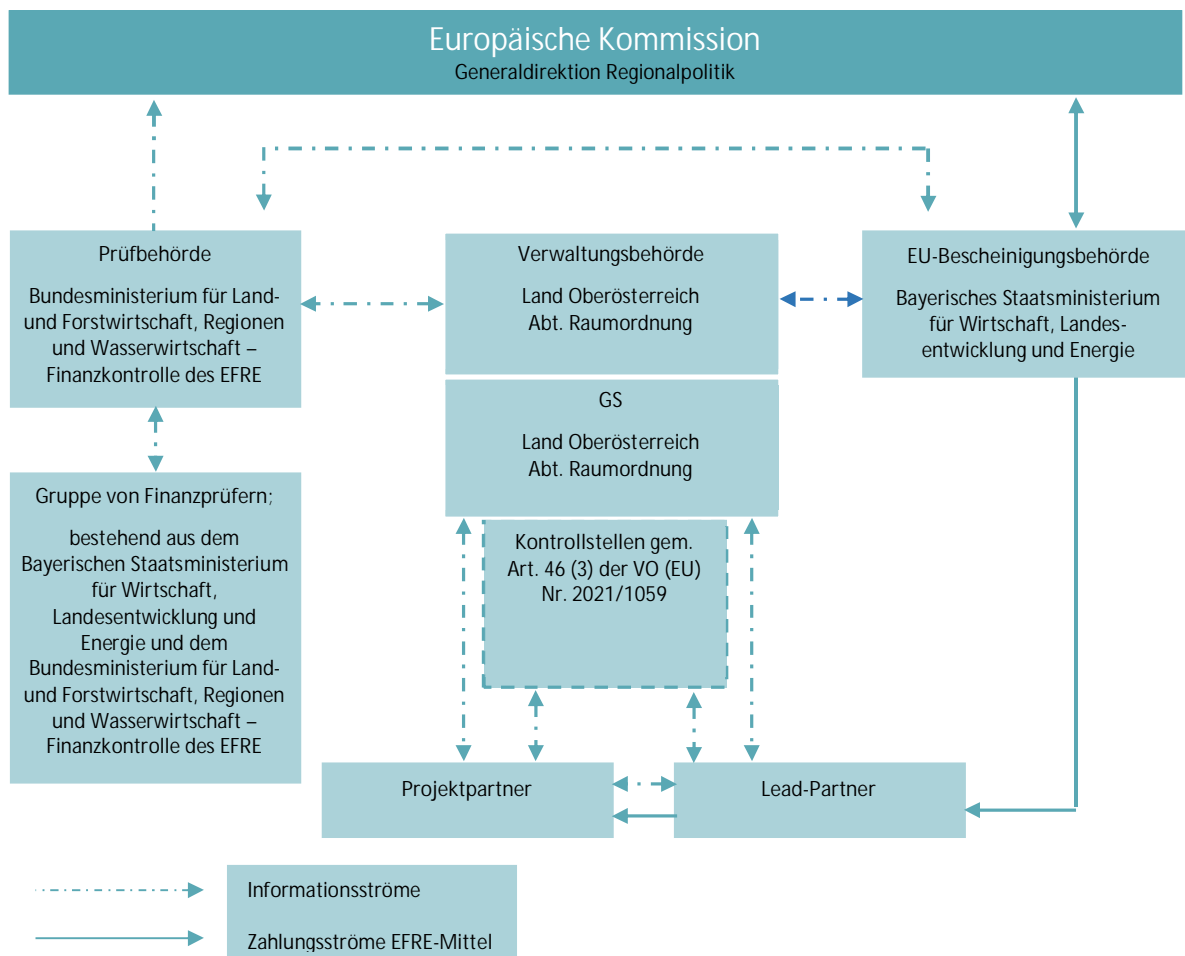 Europäische Kommission
Generaldirektion Regionalpolitik
Prüfbehörde
Bundesministerium für Land-
und Forstwirtschaft, Regionen
und Wasserwirtschaft –
Finanzkontrolle des EFRE
Verwaltungsbehörde
Land Oberösterreich
Abt. Raumordnung
EU-Bescheinigungsbehörde
Bayerisches Staatsministerium
für Wirtschaft, Landes-
entwicklung und Energie
GS
Land Oberösterreich
Abt. Raumordnung
Gruppe von Finanzprüfern;
bestehend aus dem
Bayerischen Staatsministerium
für Wirtschaft,
Landesentwicklung und
Energie und dem
Bundesministerium für Land-
und Forstwirtschaft, Regionen
und Wasserwirtschaft –
Finanzkontrolle des EFRE
Kontrollstellen gem.
Art. 46 (3) der VO (EU)
Nr. 2021/1059
Projektpartner
Lead-Partner
Informationsströme
Zahlungsströme EFRE-Mittel